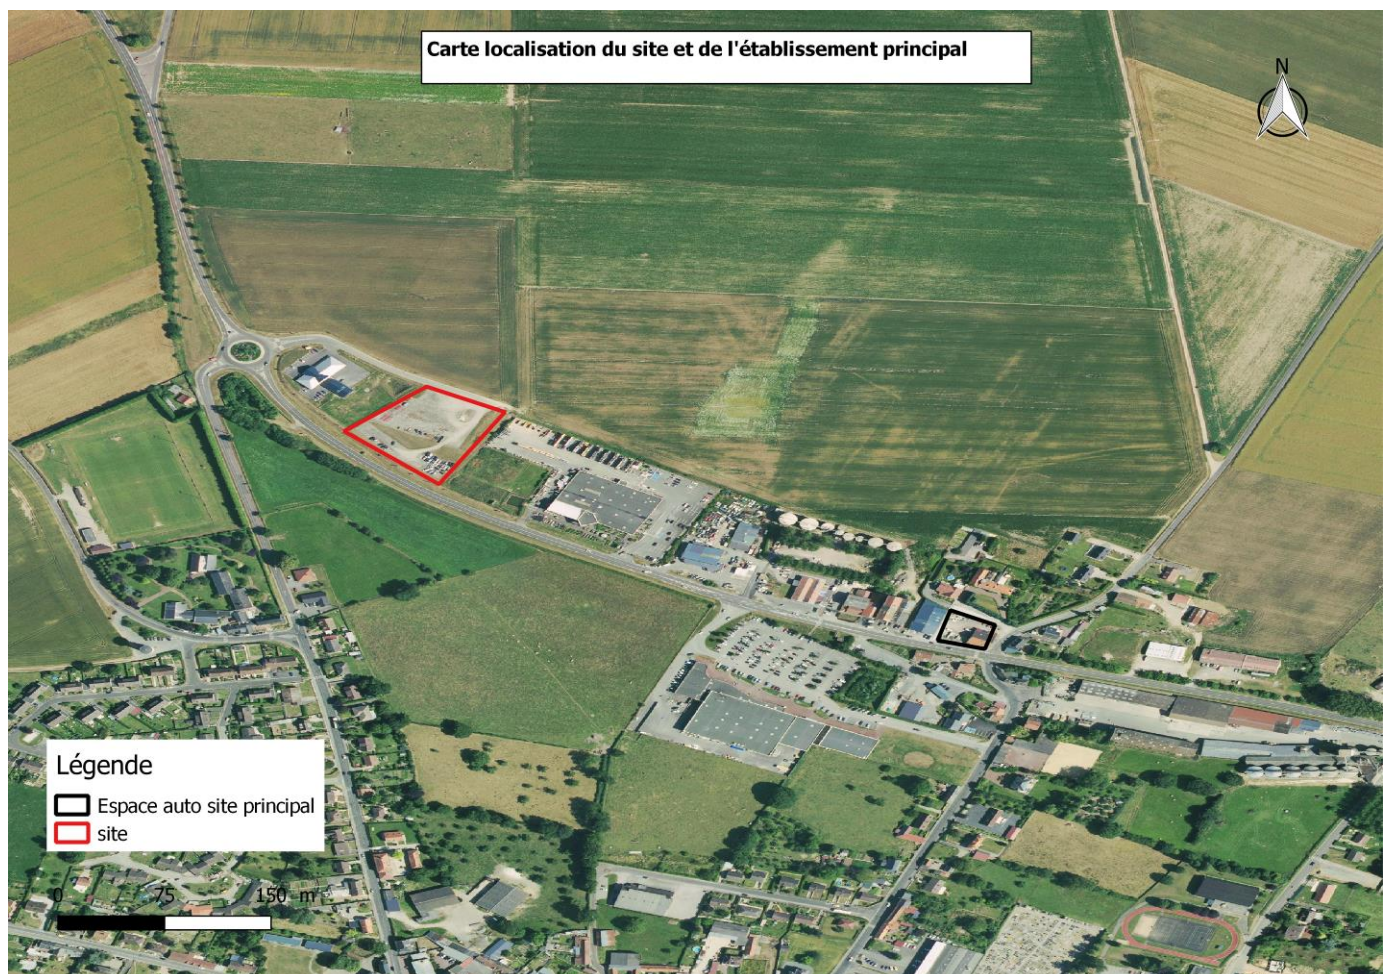 Carte localisation du site et de l'établissement principal
N
Légende
Espace auto site principal
site
0 75 150 m